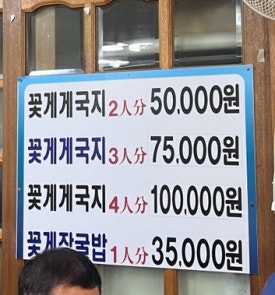 꽃게게국지 2人分 50,000원
꽃게게국지 3人分 75,000원
꽃게게국지 4人分 100,000원
꽃게장국밥 1人分 35,000원